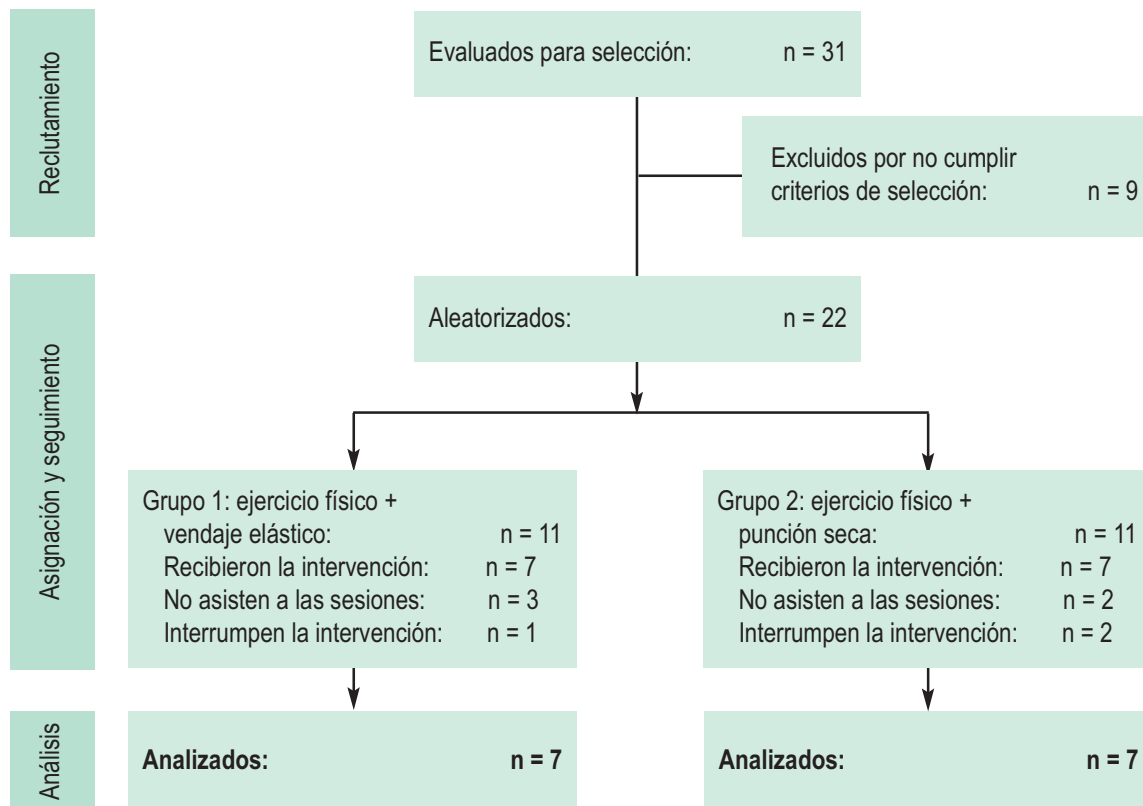 Reclutamiento
Evaluados para selección: n = 31
Excluidos por no cumplir
criterios de selección: n = 9
Asignación y seguimiento
Aleatorizados: n = 22
Grupo 1: ejercicio físico +
vendaje elástico: n = 11
Recibieron la intervención: n = 7
No asisten a las sesiones: n = 3
Interrumpen la intervención: n = 1
Grupo 2: ejercicio físico +
punción seca: n = 11
Recibieron la intervención: n = 7
No asisten a las sesiones: n = 2
Interrumpen la intervención: n = 2
Análisis
Analizados: n = 7
Analizados: n = 7